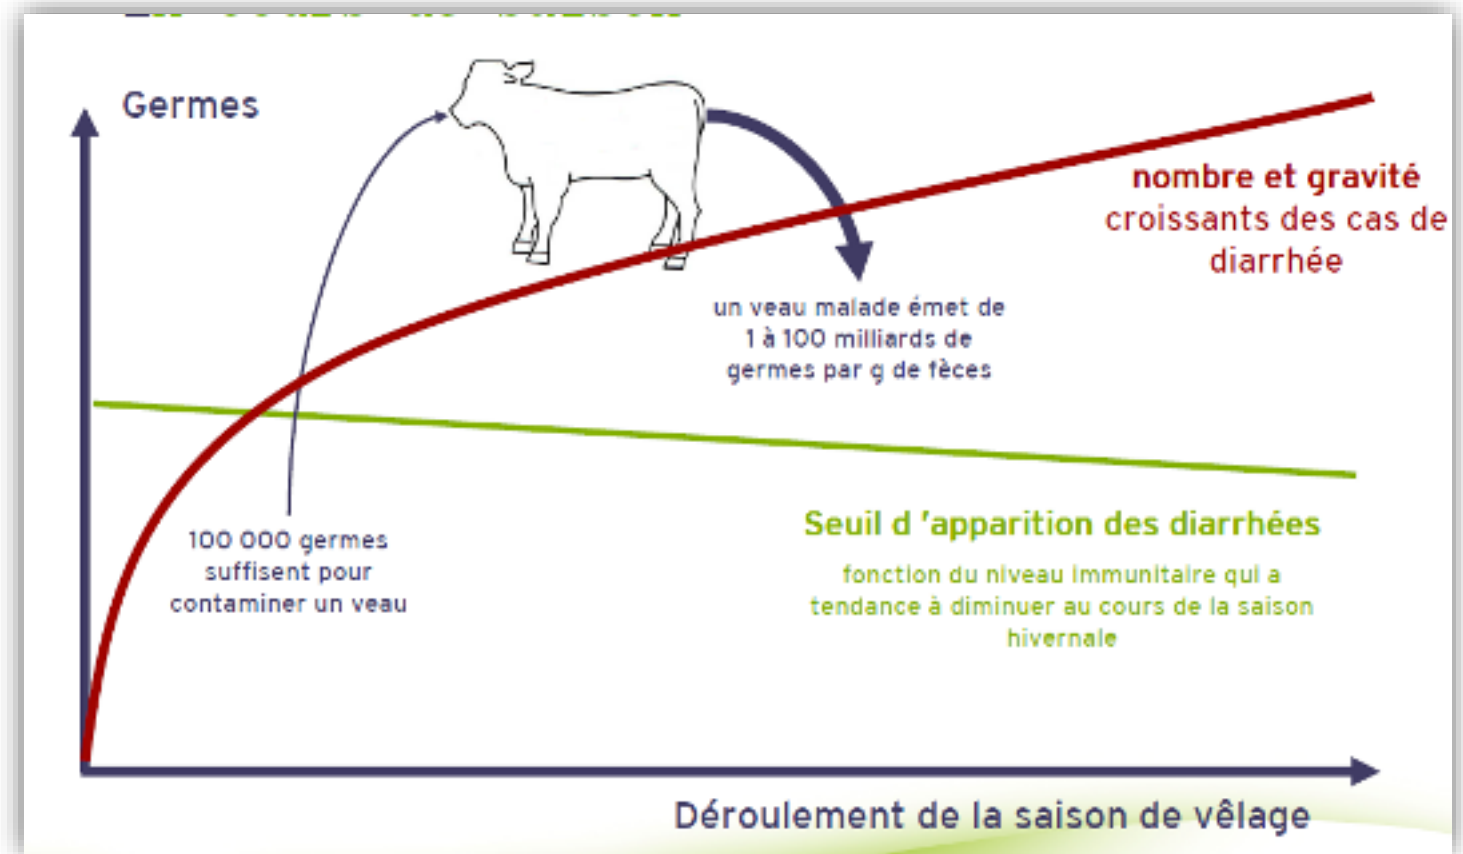 Germes
nombre et gravité
croissants des cas de
diarrhée
un veau malade émet de
1 à 100 milliards de
germes par g de fèces
100 000 germes
suffisent pour
contaminer un veau
Seuil d 'apparition des diarrhées
fonction du niveau immunitaire qui a
tendance à diminuer au cours de la saison
hivernale
Déroulement de la saison de vêlage